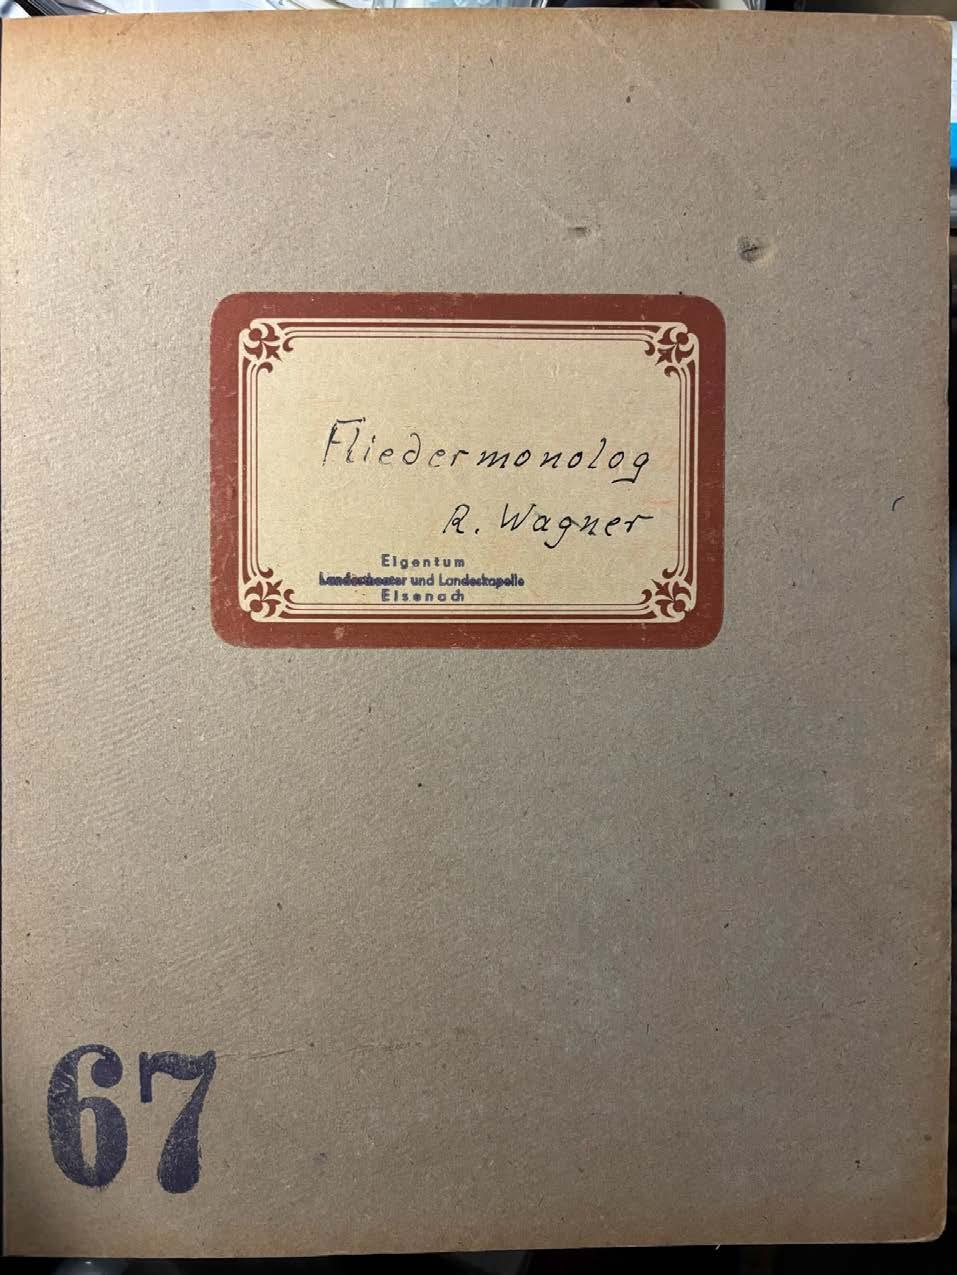 Fliedermonolog
R. Wagner
Eigentum
Landestheater und Landeskapelle
Eisenach
67